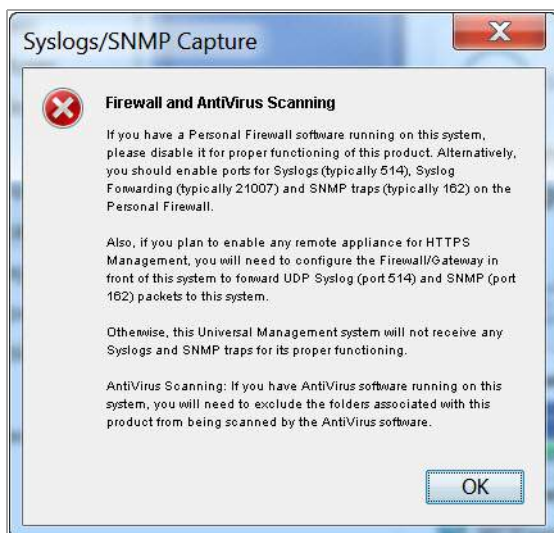 Syslogs/SNMP Capture
Firewall and AntiVirus Scanning
If you have a Personal Firewall software running on this system,
please disable it for proper functioning of this product. Alternatively,
you should enable ports for Syslogs (typically 514), Syslog
Forwarding (typically 21007) and SNMP traps (typically 162) on the
Personal Firewall.
Also, if you plan to enable any remote appliance for HTTPS
Management, you will need to configure the Firewall/Gateway in
front of this system to forward UDP Syslog (port 514) and SNMP (port
162) packets to this system.
Otherwise, this Universal Management system will not receive any
Syslogs and SNMP traps for its proper functioning.
AntiVirus Scanning: If you have AntiVirus software running on this
system, you will need to exclude the folders associated with this
product from being scanned by the AntiVirus software.
OK